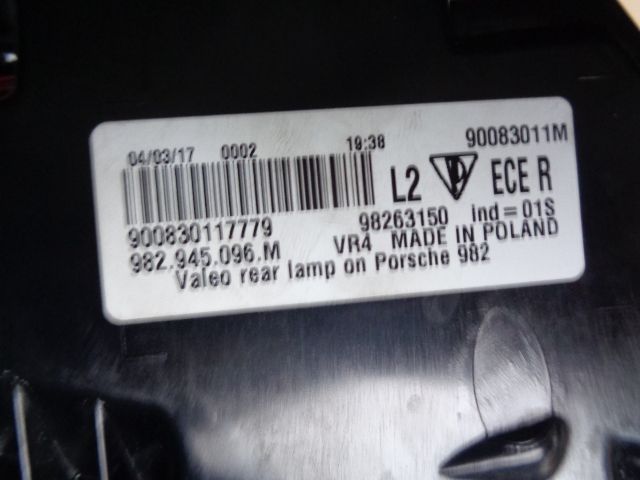 04/03/17 0002 19:38 90083011M
L2 ECE R
900830117779 98263150 ind=01S
982.945.096.M VR4 MADE IN POLAND
Valeo rear lamp on Porsche 982